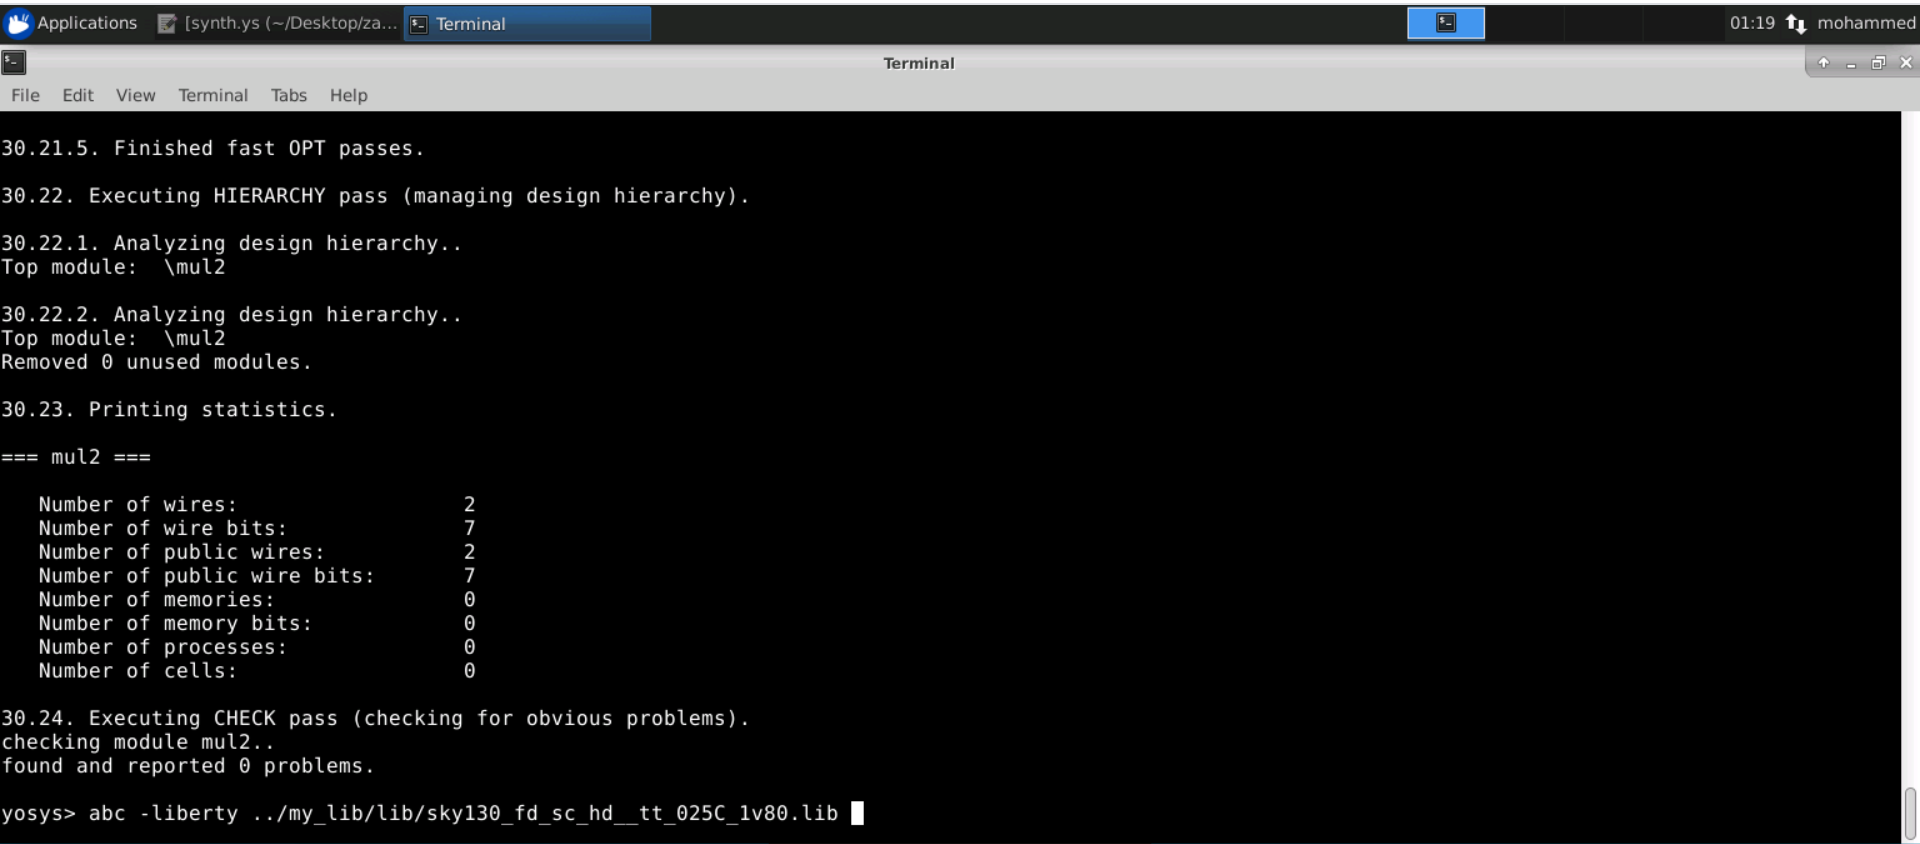 Applications [synth.ys (~/Desktop/za... Terminal 01:19 mohammed
Terminal
File Edit View Terminal Tabs Help
30.21.5. Finished fast OPT passes.
30.22. Executing HIERARCHY pass (managing design hierarchy).
30.22.1. Analyzing design hierarchy..
Top module:  \mul2
30.22.2. Analyzing design hierarchy..
Top module:  \mul2
Removed 0 unused modules.
30.23. Printing statistics.
=== mul2 ===
Number of wires: 2
Number of wire bits: 7
Number of public wires: 2
Number of public wire bits: 7
Number of memories: 0
Number of memory bits: 0
Number of processes: 0
Number of cells: 0
30.24. Executing CHECK pass (checking for obvious problems).
checking module mul2..
found and reported 0 problems.
yosys> abc -liberty ../my_lib/lib/sky130_fd_sc_hd__tt_025C_1v80.lib